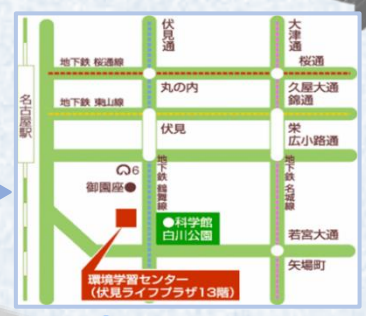 伏見通
大津通
地下鉄 桜通線
桜通
丸の内
久屋大通
錦通
地下鉄 東山線
名古屋駅
伏見
栄
広小路通
6
御園座●
地下鉄 鶴舞線
地下鉄 名城線
●科学館
白川公園
若宮大通
矢場町
環境学習センター
(伏見ライフプラザ13階)